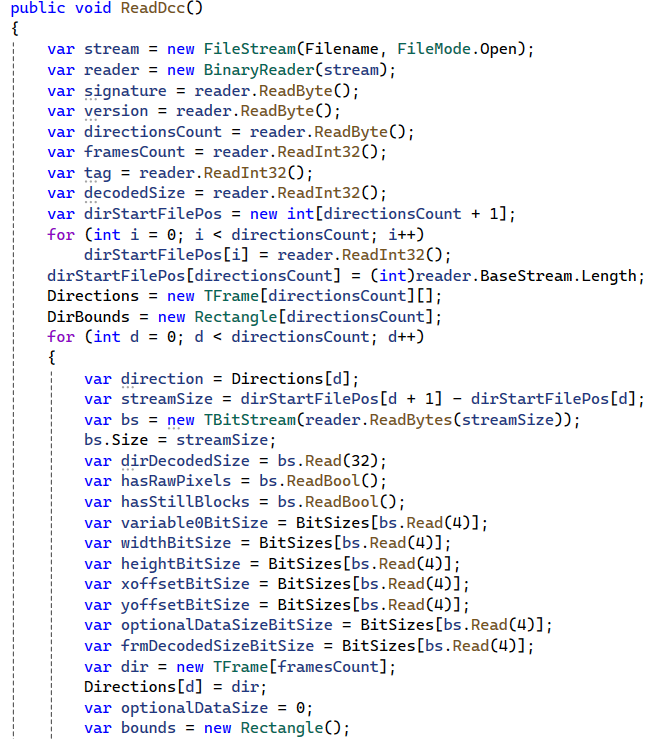 public void ReadDcc()
{
    var stream = new FileStream(Filename, FileMode.Open);
    var reader = new BinaryReader(stream);
    var signature = reader.ReadByte();
    var version = reader.ReadByte();
    var directionsCount = reader.ReadByte();
    var framesCount = reader.ReadInt32();
    var tag = reader.ReadInt32();
    var decodedSize = reader.ReadInt32();
    var dirStartFilePos = new int[directionsCount + 1];
    for (int i = 0; i < directionsCount; i++)
        dirStartFilePos[i] = reader.ReadInt32();
    dirStartFilePos[directionsCount] = (int)reader.BaseStream.Length;
    Directions = new TFrame[directionsCount][];
    DirBounds = new Rectangle[directionsCount];
    for (int d = 0; d < directionsCount; d++)
    {
        var direction = Directions[d];
        var streamSize = dirStartFilePos[d + 1] - dirStartFilePos[d];
        var bs = new TBitStream(reader.ReadBytes(streamSize));
        bs.Size = streamSize;
        var dirDecodedSize = bs.Read(32);
        var hasRawPixels = bs.ReadBool();
        var hasStillBlocks = bs.ReadBool();
        var variable0BitSize = BitSizes[bs.Read(4)];
        var widthBitSize = BitSizes[bs.Read(4)];
        var heightBitSize = BitSizes[bs.Read(4)];
        var xoffsetBitSize = BitSizes[bs.Read(4)];
        var yoffsetBitSize = BitSizes[bs.Read(4)];
        var optionalDataSizeBitSize = BitSizes[bs.Read(4)];
        var frmDecodedSizeBitSize = BitSizes[bs.Read(4)];
        var dir = new TFrame[framesCount];
        Directions[d] = dir;
        var optionalDataSize = 0;
        var bounds = new Rectangle();